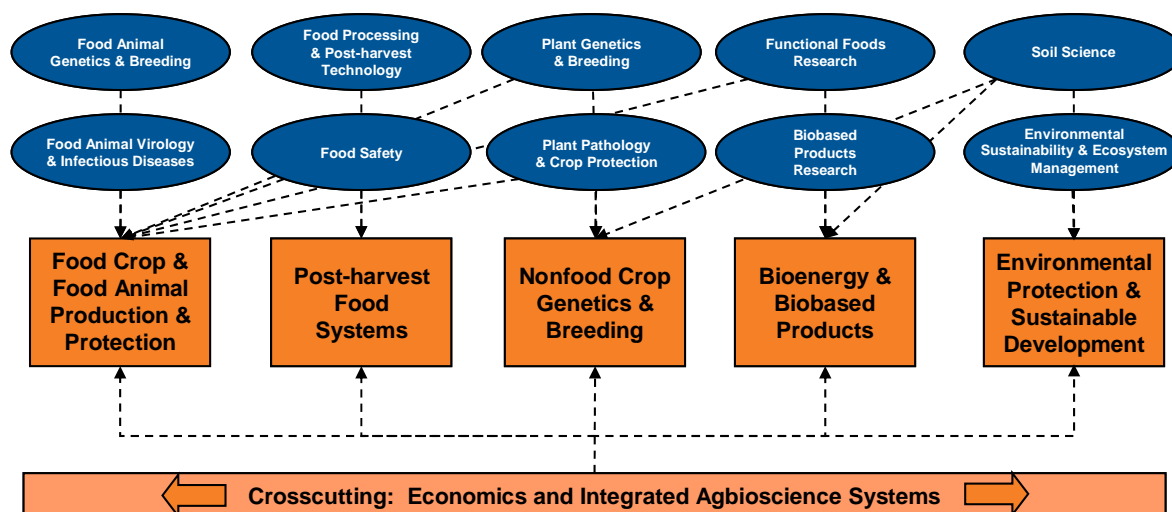 Food Animal
Genetics & Breeding
Food Processing
& Post-harvest
Technology
Plant Genetics
& Breeding
Functional Foods
Research
Soil Science
Food Animal Virology
& Infectious Diseases
Food Safety
Plant Pathology
& Crop Protection
Biobased
Products
Research
Environmental
Sustainability & Ecosystem
Management
Food Crop &
Food Animal
Production &
Protection
Post-harvest
Food
Systems
Nonfood Crop
Genetics &
Breeding
Bioenergy &
Biobased
Products
Environmental
Protection &
Sustainable
Development
Crosscutting: Economics and Integrated Agbioscience Systems